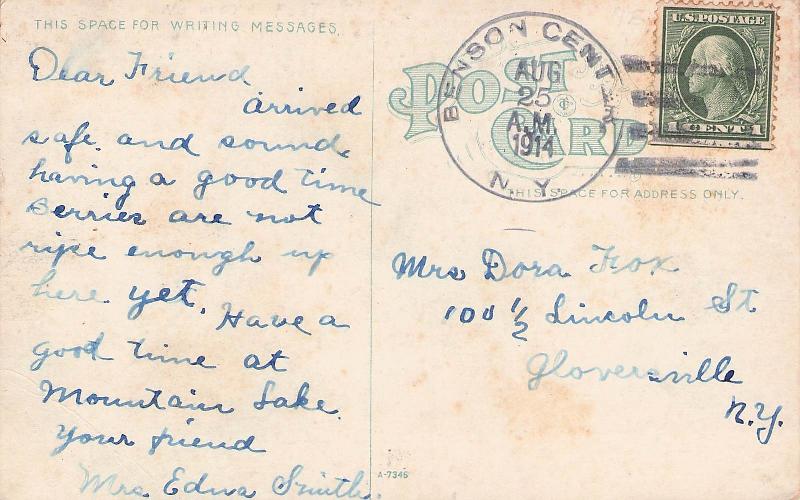 THIS SPACE FOR WRITING MESSAGES.
Dear Friend
arrived
safe and sound,
having a good time
Berries are not
ripe enough up
here yet. Have a
good time at
Mountain Lake.
Your friend
Mrs Edna Smith.
POST CARD
BENSON CENTER
AUG
25
A.M.
1914
N.Y.
U.S. POSTAGE
1 CENT 1
THIS SPACE FOR ADDRESS ONLY.
Mrs Dora Fox
100 1/2 Lincoln St
Gloversville
N.Y.
A-7346